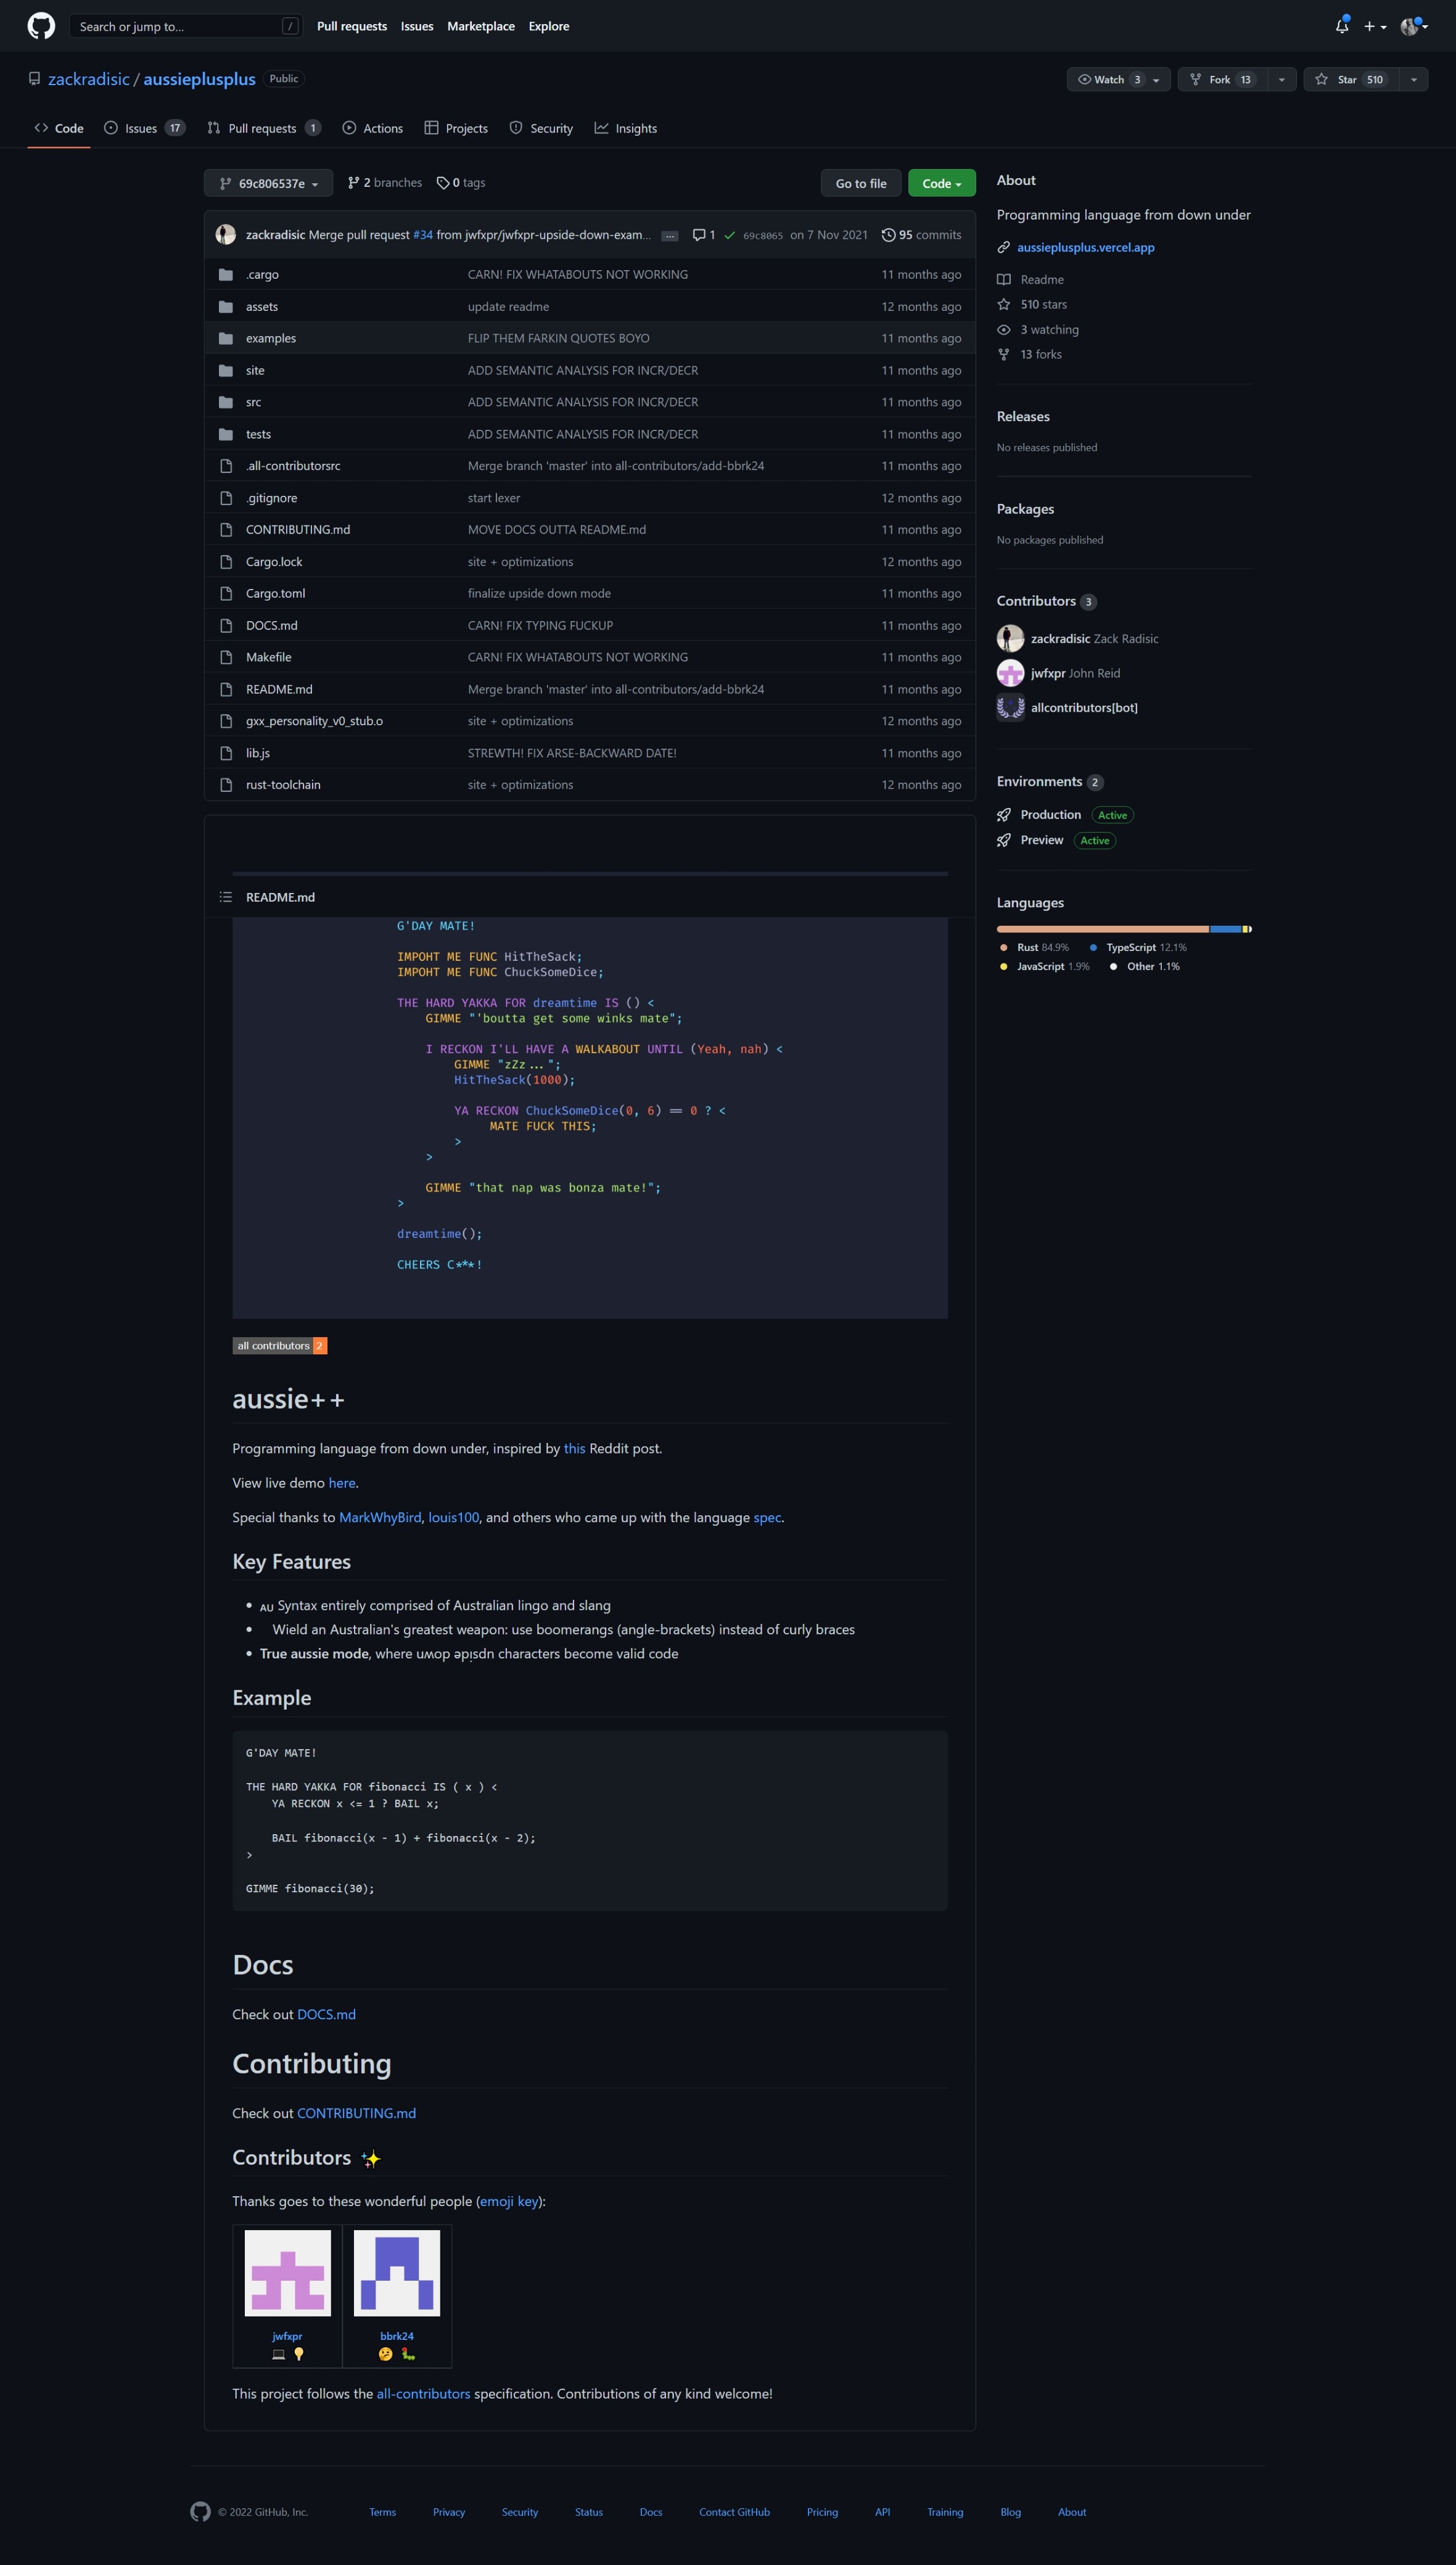 Search or jump to... /
Pull requests Issues Marketplace Explore
zackradisic / aussieplusplus Public
Watch 3 Fork 13 Star 510
Code Issues 17 Pull requests 1 Actions Projects Security Insights
69c806537e 2 branches 0 tags Go to file Code
zackradisic Merge pull request #34 from jwfxpr/jwfxpr-upside-down-exam... ... 1 69c8065 on 7 Nov 2021 95 commits
.cargo CARN! FIX WHATABOUTS NOT WORKING 11 months ago
assets update readme 12 months ago
examples FLIP THEM FARKIN QUOTES BOYO 11 months ago
site ADD SEMANTIC ANALYSIS FOR INCR/DECR 11 months ago
src ADD SEMANTIC ANALYSIS FOR INCR/DECR 11 months ago
tests ADD SEMANTIC ANALYSIS FOR INCR/DECR 11 months ago
.all-contributorsrc Merge branch 'master' into all-contributors/add-bbrk24 11 months ago
.gitignore start lexer 12 months ago
CONTRIBUTING.md MOVE DOCS OUTTA README.md 11 months ago
Cargo.lock site + optimizations 12 months ago
Cargo.toml finalize upside down mode 11 months ago
DOCS.md CARN! FIX TYPING FUCKUP 11 months ago
Makefile CARN! FIX WHATABOUTS NOT WORKING 11 months ago
README.md Merge branch 'master' into all-contributors/add-bbrk24 11 months ago
gxx_personality_v0_stub.o site + optimizations 12 months ago
lib.js STREWTH! FIX ARSE-BACKWARD DATE! 11 months ago
rust-toolchain site + optimizations 12 months ago
README.md
G'DAY MATE!
IMPOHT ME FUNC HitTheSack;
IMPOHT ME FUNC ChuckSomeDice;
THE HARD YAKKA FOR dreamtime IS () <
GIMME "'boutta get some winks mate";
I RECKON I'LL HAVE A WALKABOUT UNTIL (Yeah, nah) <
GIMME "zZz...";
HitTheSack(1000);
YA RECKON ChuckSomeDice(0, 6) == 0 ? <
MATE FUCK THIS;
>
>
GIMME "that nap was bonza mate!";
>
dreamtime();
CHEERS C***!
all contributors 2
aussie++
Programming language from down under, inspired by this Reddit post.
View live demo here.
Special thanks to MarkWhyBird, louis100, and others who came up with the language spec.
Key Features
• AU Syntax entirely comprised of Australian lingo and slang
• Wield an Australian's greatest weapon: use boomerangs (angle-brackets) instead of curly braces
• True aussie mode, where uʍop ǝpᴉsdn characters become valid code
Example
G'DAY MATE!
THE HARD YAKKA FOR fibonacci IS ( x ) <
YA RECKON x <= 1 ? BAIL x;
BAIL fibonacci(x - 1) + fibonacci(x - 2);
>
GIMME fibonacci(30);
Docs
Check out DOCS.md
Contributing
Check out CONTRIBUTING.md
Contributors ✨
Thanks goes to these wonderful people (emoji key):
jwfxpr bbrk24
💻 💡 🤔 🐛
This project follows the all-contributors specification. Contributions of any kind welcome!
About
Programming language from down under
aussieplusplus.vercel.app
Readme
510 stars
3 watching
13 forks
Releases
No releases published
Packages
No packages published
Contributors 3
zackradisic Zack Radisic
jwfxpr John Reid
allcontributors[bot]
Environments 2
Production Active
Preview Active
Languages
Rust 84.9% TypeScript 12.1%
JavaScript 1.9% Other 1.1%
© 2022 GitHub, Inc. Terms Privacy Security Status Docs Contact GitHub Pricing API Training Blog About